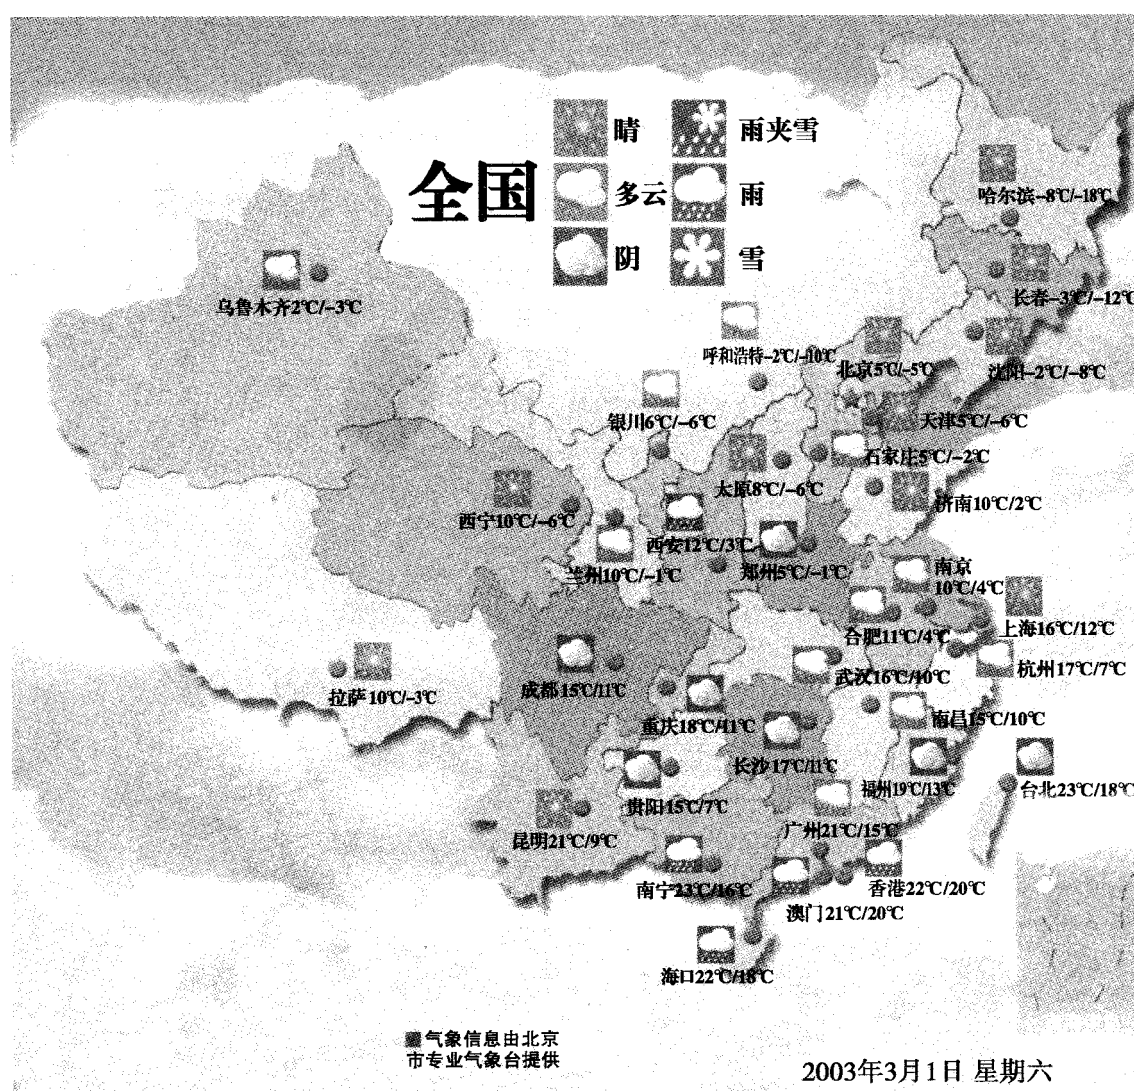 全国
晴
雨夹雪
多云
雨
阴
雪
哈尔滨-8℃/-18℃
乌鲁木齐2℃/-3℃
长春-3℃/-12℃
呼和浩特-2℃/-10℃
北京5℃/-5℃
沈阳-2℃/-8℃
银川6℃/-6℃
天津5℃/-6℃
石家庄5℃/-2℃
太原8℃/-6℃
济南10℃/2℃
西宁10℃/-6℃
西安12℃/3℃
兰州10℃/-1℃
郑州5℃/-1℃
南京
10℃/4℃
合肥11℃/4℃
上海16℃/12℃
杭州17℃/7℃
武汉16℃/10℃
拉萨10℃/-3℃
成都15℃/11℃
重庆18℃/11℃
南昌15℃/10℃
长沙17℃/11℃
福州19℃/13℃
台北23℃/18℃
贵阳15℃/7℃
广州21℃/15℃
昆明21℃/9℃
南宁23℃/16℃
香港22℃/20℃
澳门21℃/20℃
海口22℃/18℃
气象信息由北京
市专业气象台提供
2003年3月1日 星期六